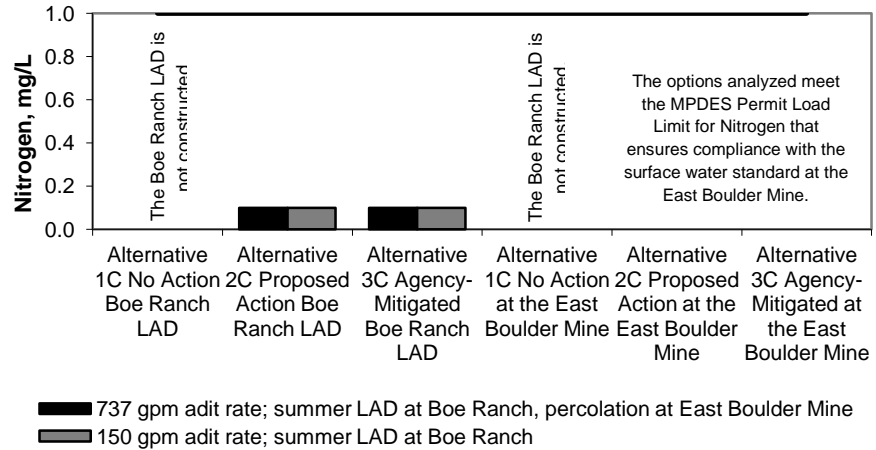 1.0
0.8
0.6
0.4
0.2
0.0
Nitrogen, mg/L
The Boe Ranch LAD is
not constructed
The Boe Ranch LAD is
not constructed
The options analyzed meet
the MPDES Permit Load
Limit for Nitrogen that
ensures compliance with the
surface water standard at the
East Boulder Mine.
Alternative
1C No Action
Boe Ranch
LAD
Alternative
2C Proposed
Action Boe
Ranch LAD
Alternative
3C Agency-
Mitigated
Boe Ranch
LAD
Alternative
1C No Action
at the East
Boulder Mine
Alternative
2C Proposed
Action at the
East Boulder
Mine
Alternative
3C Agency-
Mitigated at
the East
Boulder Mine
737 gpm adit rate; summer LAD at Boe Ranch, percolation at East Boulder Mine
150 gpm adit rate; summer LAD at Boe Ranch